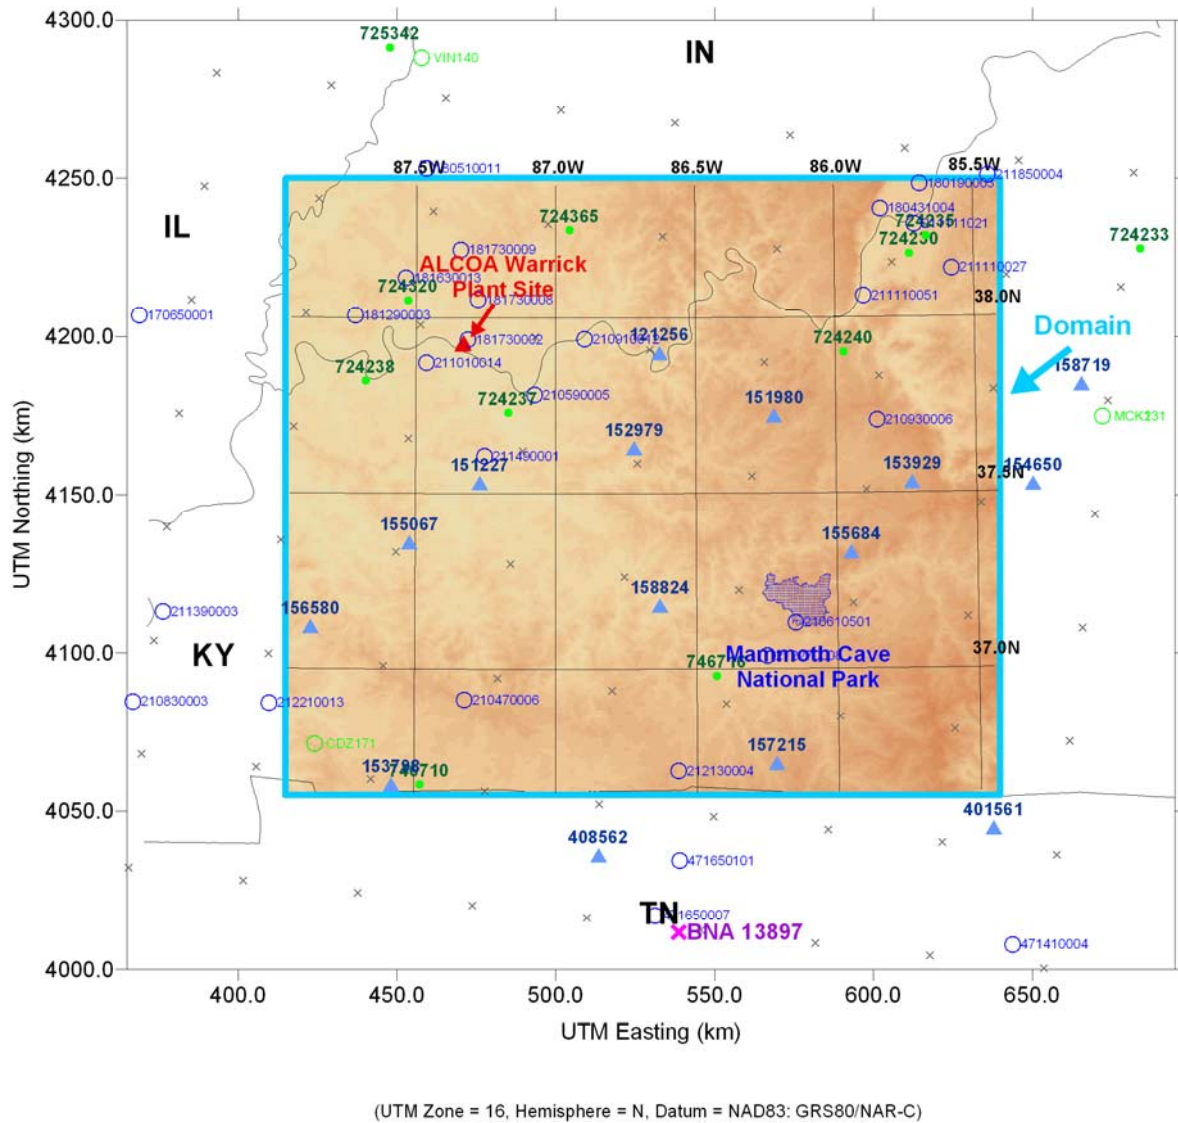 4300.0
725342
VIN140
IN
4250.0
87.5W
87.0W
86.5W
86.0W
85.5W
180510011
211850004
180190003
IL
724365
180431004
724235
724230
724233
181730009
ALCOA Warrick
Plant Site
181630013
724320
181730008
211110027
211110051
38.0N
170650001
181290003
Domain
4200.0
181730002
210910012
121256
724240
211010014
724238
158719
724237
210590005
151980
210930006
MCK231
152979
211490001
151227
153929
37.5N
154650
4150.0
UTM Northing (km)
155067
155684
158824
156580
211390003
210610501
KY
37.0N
4100.0
Mammoth Cave
National Park
746716
210830003
212210013
210470006
CDZ171
153798
746710
212130004
157215
4050.0
401561
408562
471650101
TN
BNA 13897
471410004
4000.0
400.0
450.0
500.0
550.0
600.0
650.0
UTM Easting (km)
(UTM Zone = 16, Hemisphere = N, Datum = NAD83: GRS80/NAR-C)